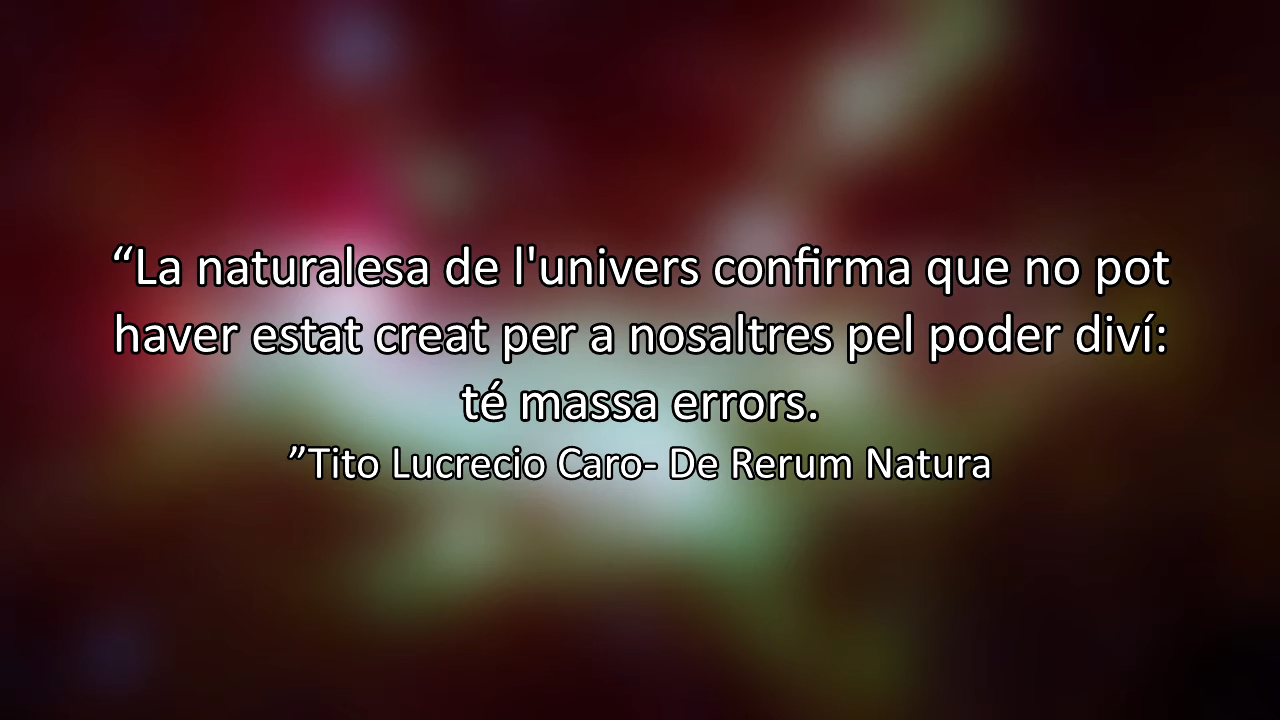 “La naturalesa de l'univers confirma que no pot
haver estat creat per a nosaltres pel poder diví:
té massa errors.
”Tito Lucrecio Caro- De Rerum Natura